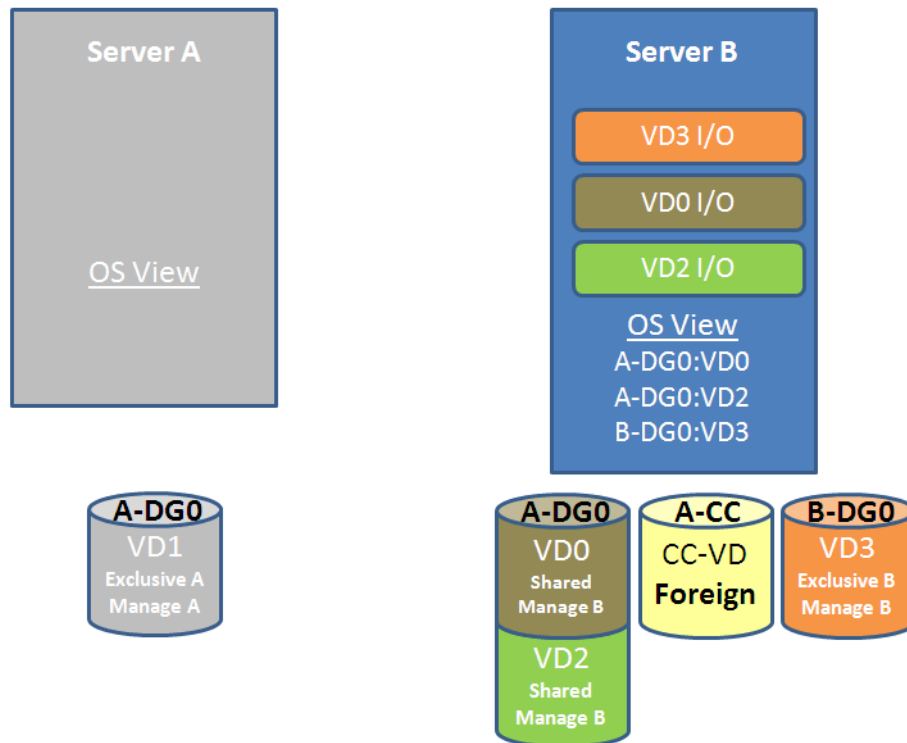 Server A
OS View
Server B
VD3 I/O
VD0 I/O
VD2 I/O
OS View
A-DG0:VD0
A-DG0:VD2
B-DG0:VD3
A-DG0
VD1
Exclusive A
Manage A
A-DG0
VD0
Shared
Manage B
VD2
Shared
Manage B
A-CC
CC-VD
Foreign
B-DG0
VD3
Exclusive B
Manage B